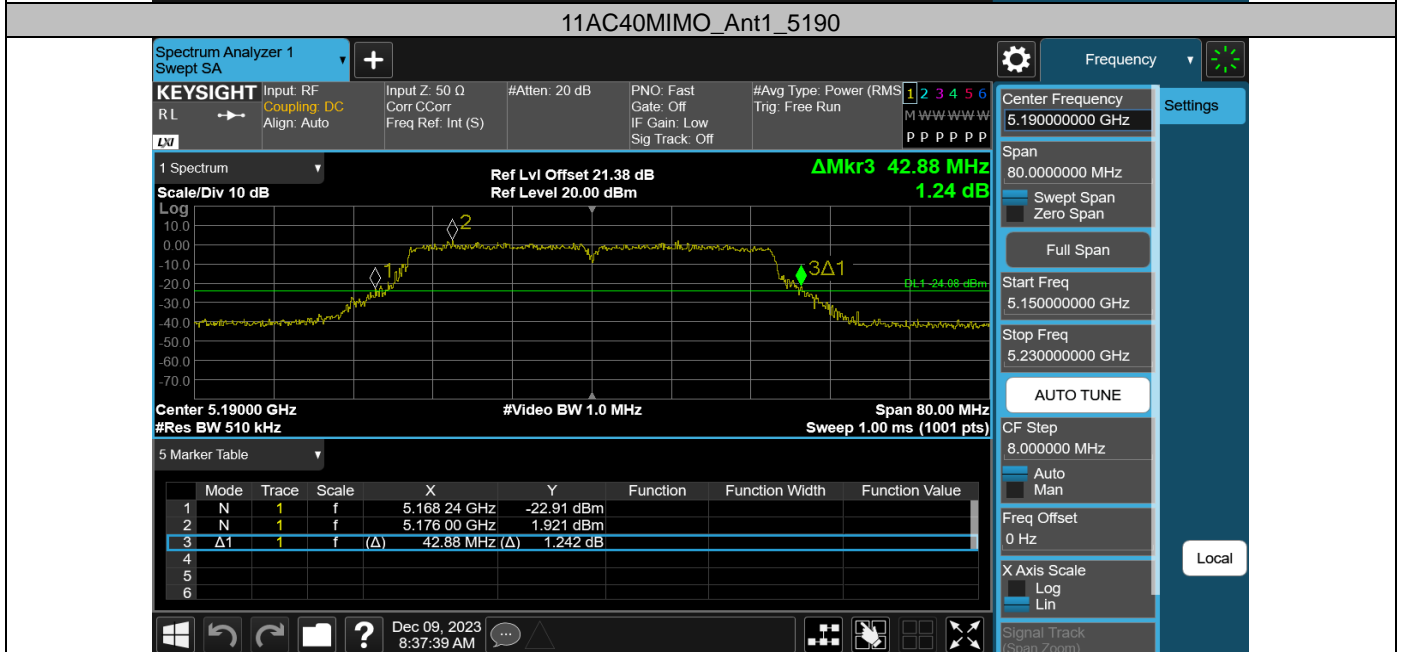 11AC40MIMO_Ant1_5190
Spectrum Analyzer 1
Swept SA
Frequency
KEYSIGHT
RL
LXI
Input: RF
Coupling: DC
Align: Auto
Input Z: 50 Ω
Corr CCorr
Freq Ref: Int (S)
#Atten: 20 dB
PNO: Fast
Gate: Off
IF Gain: Low
Sig Track: Off
#Avg Type: Power (RMS
Trig: Free Run
1 2 3 4 5 6
M W W W W W
P P P P P P
1 Spectrum
Scale/Div 10 dB
Ref Lvl Offset 21.38 dB
Ref Level 20.00 dBm
ΔMkr3 42.88 MHz
1.24 dB
Log
10.0
0.00
-10.0
-20.0
-30.0
-40.0
-50.0
-60.0
-70.0
2
1
3Δ1
DL1 -24.08 dBm
Center 5.19000 GHz
#Video BW 1.0 MHz
Span 80.00 MHz
#Res BW 510 kHz
Sweep 1.00 ms (1001 pts)
5 Marker Table
Mode Trace Scale X Y Function Function Width Function Value
1 N 1 f 5.168 24 GHz -22.91 dBm
2 N 1 f 5.176 00 GHz 1.921 dBm
3 Δ1 1 f (Δ) 42.88 MHz (Δ) 1.242 dB
4
5
6
?
Dec 09, 2023
8:37:39 AM
Center Frequency
5.190000000 GHz
Settings
Span
80.0000000 MHz
Swept Span
Zero Span
Full Span
Start Freq
5.150000000 GHz
Stop Freq
5.230000000 GHz
AUTO TUNE
CF Step
8.000000 MHz
Auto
Man
Freq Offset
0 Hz
X Axis Scale
Log
Lin
Local
Signal Track
(Span Zoom)